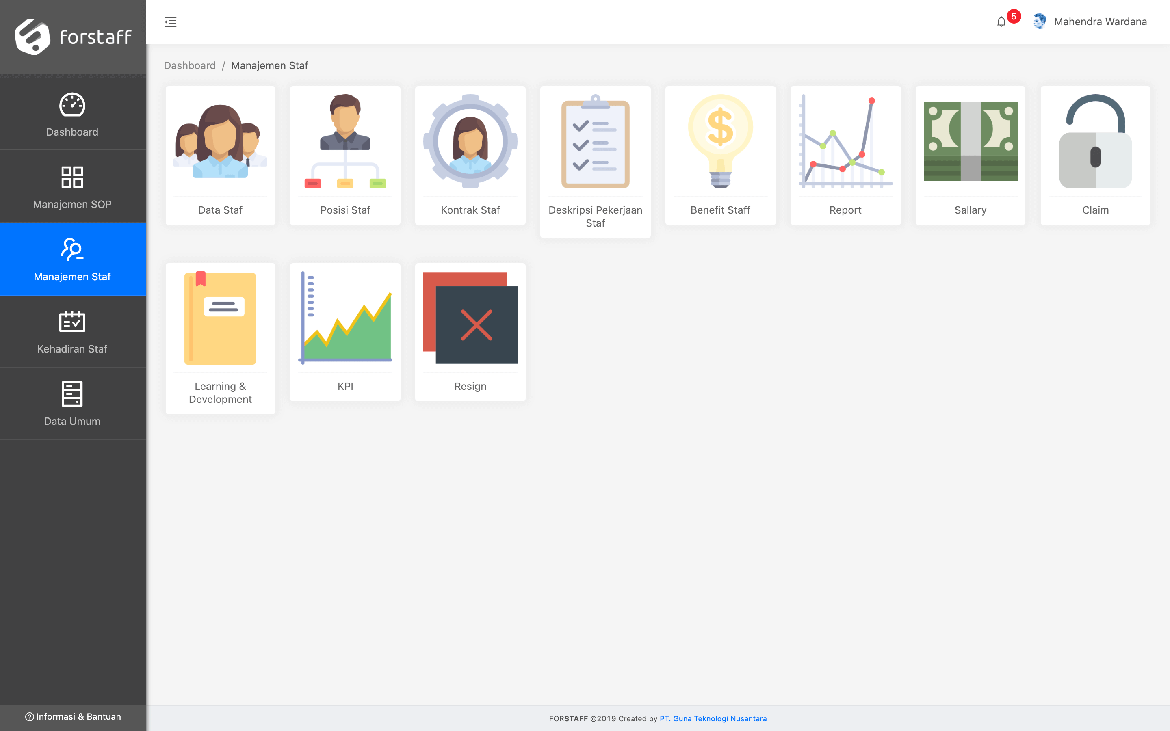 forstaff
5
Mahendra Wardana
Dashboard / Manajemen Staf
Dashboard
Manajemen SOP
Manajemen Staf
Kehadiran Staf
Data Umum
Data Staf
Posisi Staf
Kontrak Staf
Deskripsi Pekerjaan
Staf
Benefit Staff
Report
Sallary
Claim
Learning &
Development
KPI
Resign
Informasi & Bantuan
FORSTAFF ©2019 Created by PT. Guna Teknologi Nusantara